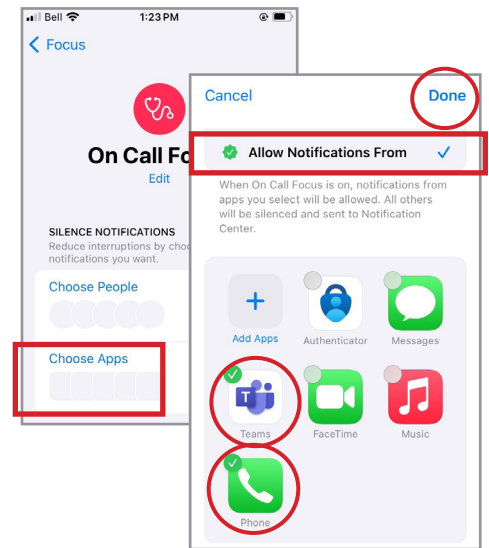 Bell
1:23 PM
Focus
On Call Fo
Edit
SILENCE NOTIFICATIONS
Reduce interruptions by choo
notifications you want.
Choose People
Choose Apps
Cancel
Done
Allow Notifications From
When On Call Focus is on, notifications from
apps you select will be allowed. All others
will be silenced and sent to Notification
Center.
Add Apps
Authenticator
Messages
T
Teams
FaceTime
Music
Phone